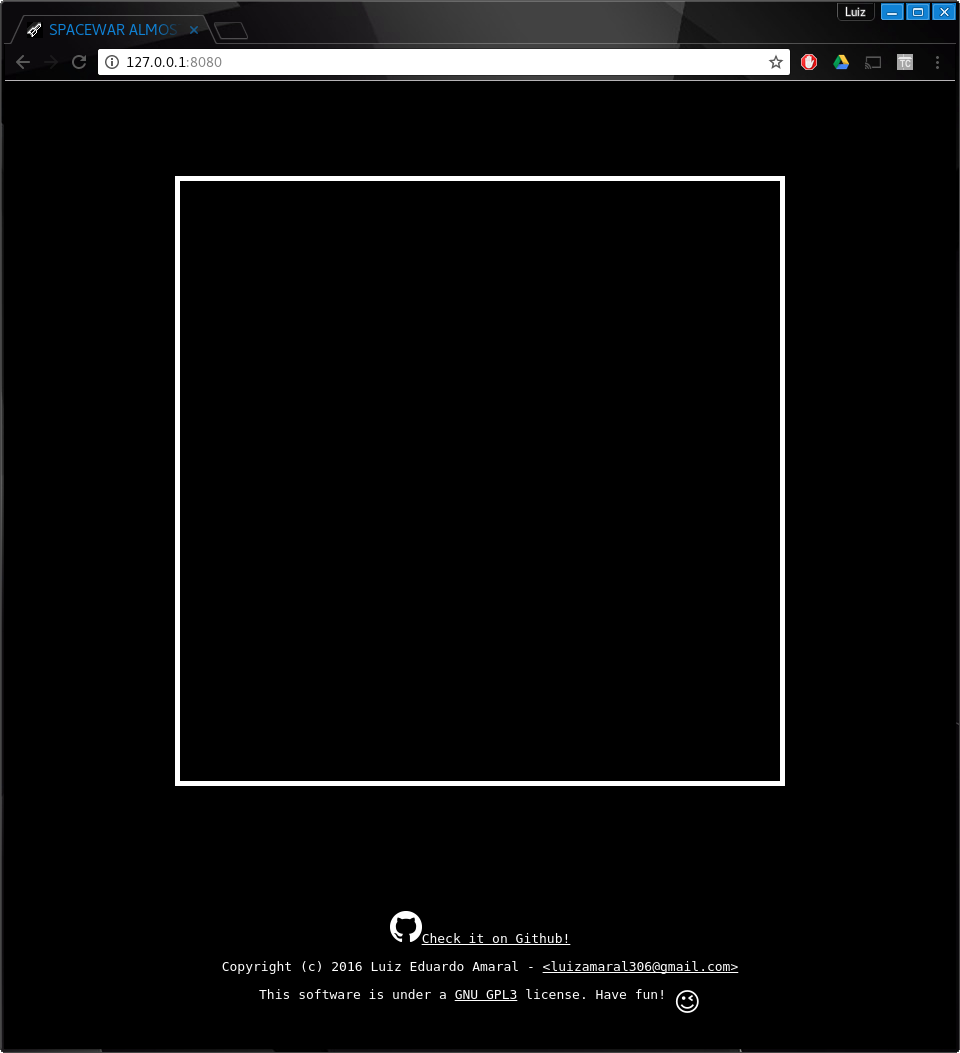 Luiz
SPACEWAR ALMOS
127.0.0.1:8080
TC
Check it on Github!
Copyright (c) 2016 Luiz Eduardo Amaral - <luizamaral306@gmail.com>
This software is under a GNU GPL3 license. Have fun!